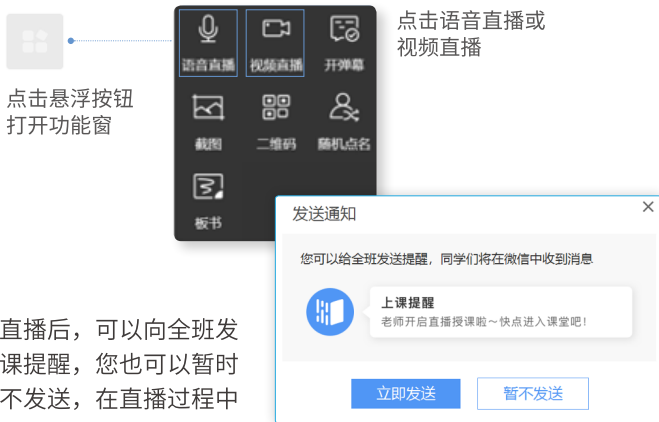 点击语音直播或
视频直播
语音直播 视频直播 开弹幕
点击悬浮按钮
打开功能窗
截图 二维码 随机点名
板书
发送通知
您可以给全班发送提醒，同学们将在微信中收到消息
上课提醒
老师开启直播授课啦～快点进入课堂吧！
立即发送 暂不发送
直播后，可以向全班发
课提醒，您也可以暂时
不发送，在直播过程中